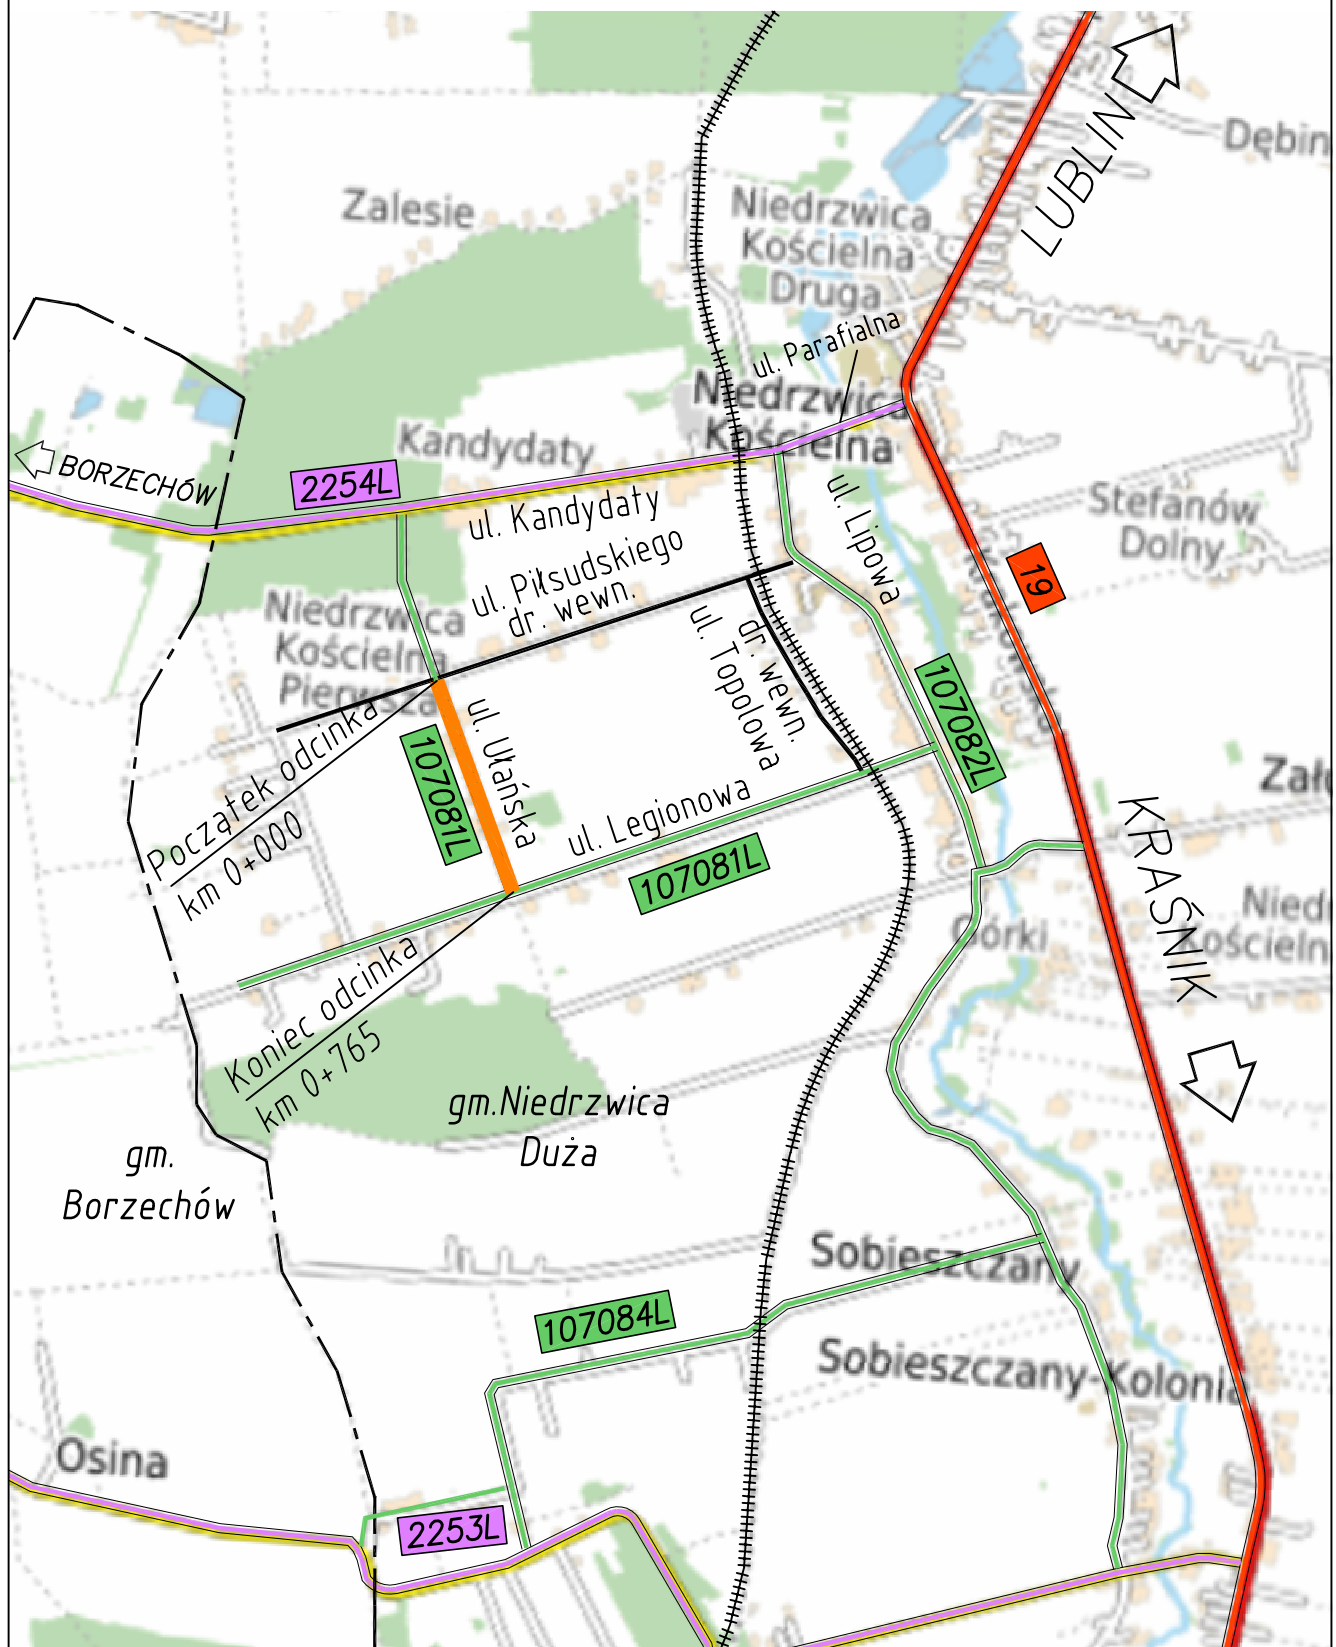 LUBLIN
Dębin
Zalesie
Niedrzwica
Kościelna
Druga
ul. Parafialna
Niedrzwica
Kościelna
Kandydaty
BORZECHÓW
2254L
ul. Kandydaty
ul. Lipowa
Stefanów
Dolny
19
ul. Piłsudskiego
dr. wewn.
Niedrzwica
Kościelna
Pierwsza
ul. Topolowa
dr. wewn.
107082L
ul. Ułańska
107081L
Początek odcinka
km 0+000
ul. Legionowa
107081L
KRAŚNIK
Górki
Niedr
Kościeln
Koniec odcinka
km 0+765
gm.Niedrzwica
Duża
gm.
Borzechów
Sobieszczany
107084L
Sobieszczany-Kolonia
Osina
2253L